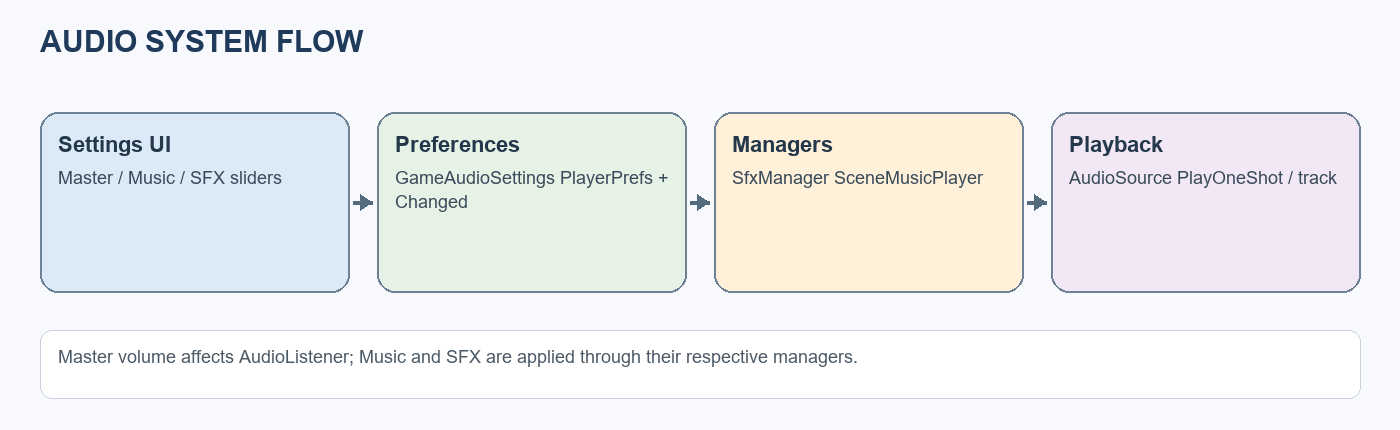 AUDIO SYSTEM FLOW
Settings UI
Master / Music / SFX sliders
Preferences
GameAudioSettings PlayerPrefs +
Changed
Managers
SfxManager SceneMusicPlayer
Playback
AudioSource PlayOneShot / track
Master volume affects AudioListener; Music and SFX are applied through their respective managers.